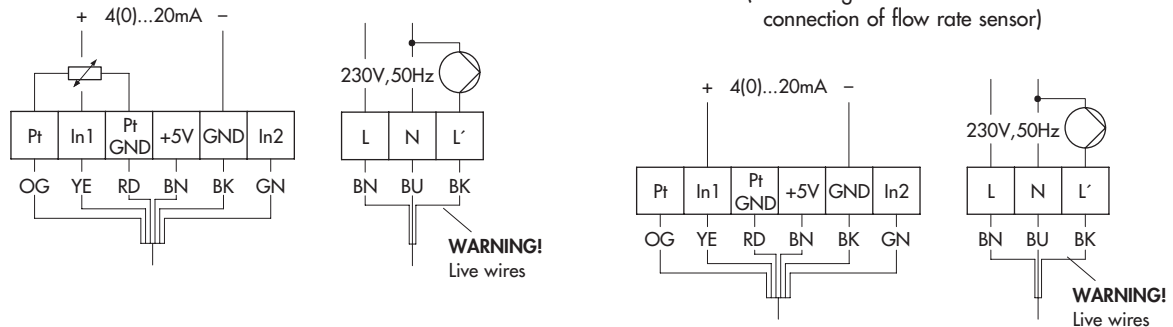 + 4(0)...20mA –
230V,50Hz
Pt In1 Pt GND +5V GND In2
L N L´
OG YE RD BN BK GN
BN BU BK
WARNING!
Live wires
connection of flow rate sensor)
+ 4(0)...20mA –
230V,50Hz
Pt In1 Pt GND +5V GND In2
L N L´
OG YE RD BN BK GN
BN BU BK
WARNING!
Live wires